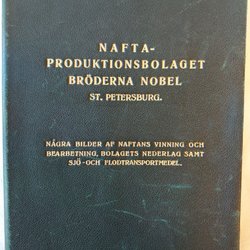 NAFTA-
PRODUKTIONSBOLAGET
BRÖDERNA NOBEL
ST. PETERSBURG.
NÅGRA BILDER AF NAFTANS VINNING OCH
BEARBETNING, BOLAGETS NEDERLAG SAMT
SJÖ- OCH FLODTRANSPORTMEDEL.